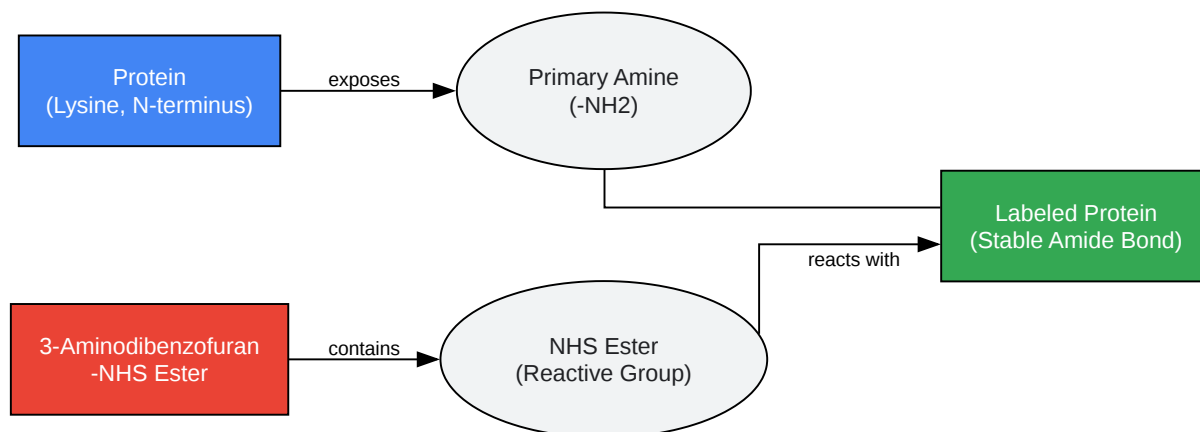 Protein
(Lysine, N-terminus)
exposes
Primary Amine
(-NH2)
Labeled Protein
(Stable Amide Bond)
reacts with
3-Aminodibenzofuran
-NHS Ester
contains
NHS Ester
(Reactive Group)